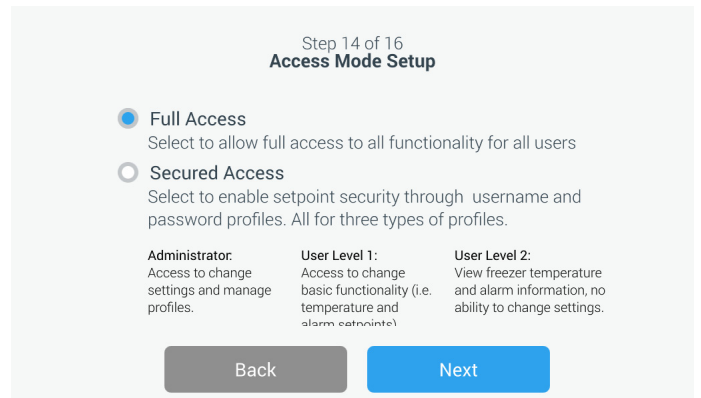 Step 14 of 16
Access Mode Setup
Full Access
Select to allow full access to all functionality for all users
Secured Access
Select to enable setpoint security through username and
password profiles. All for three types of profiles.
Administrator:
Access to change
settings and manage
profiles.
User Level 1:
Access to change
basic functionality (i.e.
temperature and
alarm setpoints)
User Level 2:
View freezer temperature
and alarm information, no
ability to change settings.
Back
Next